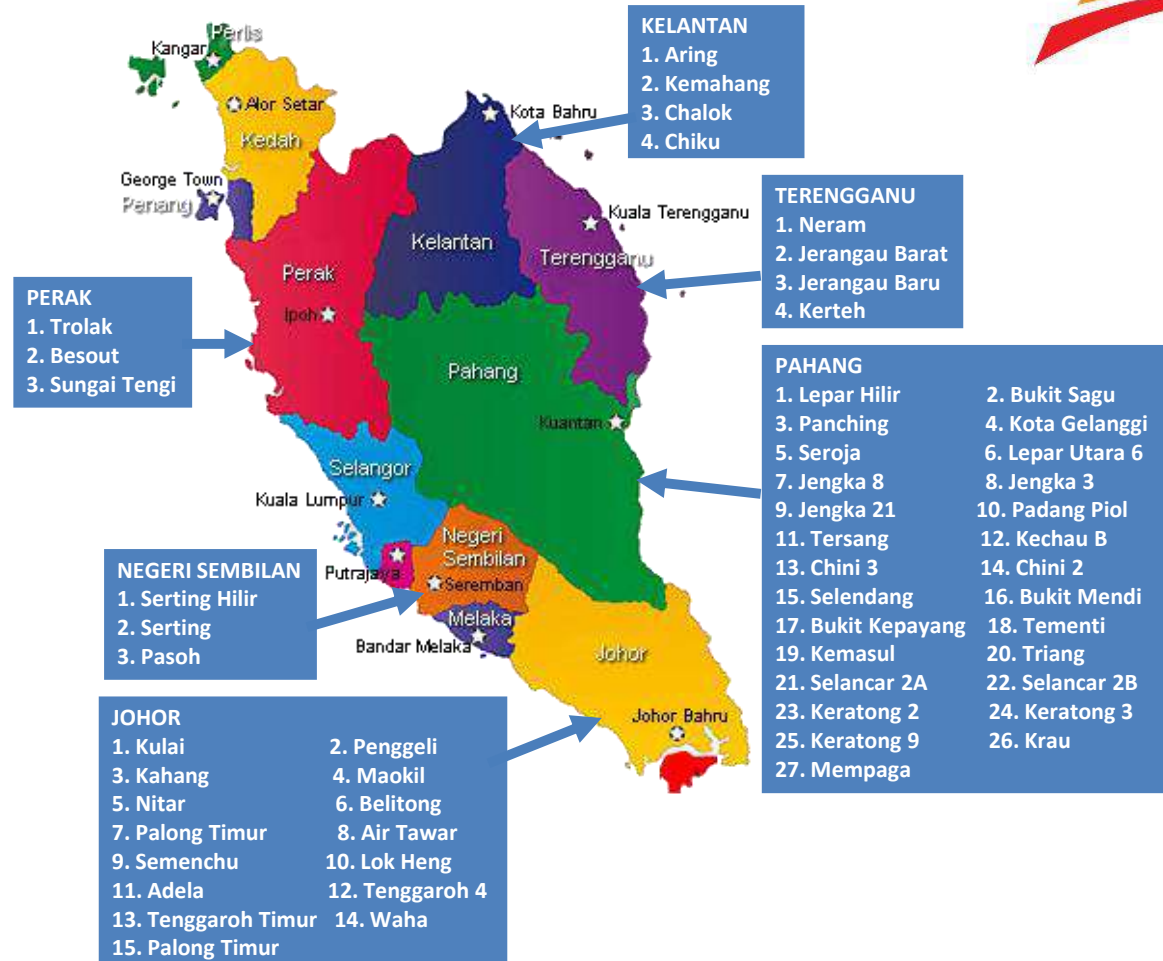 KELANTAN
1. Aring
2. Kemahang
3. Chalok
4. Chiku
TERENGGANU
1. Neram
2. Jerangau Barat
3. Jerangau Baru
4. Kerteh
PERAK
1. Trolak
2. Besout
3. Sungai Tengi
PAHANG
1. Lepar Hilir 2. Bukit Sagu
3. Panching 4. Kota Gelanggi
5. Seroja 6. Lepar Utara 6
7. Jengka 8 8. Jengka 3
9. Jengka 21 10. Padang Piol
11. Tersang 12. Kechau B
13. Chini 3 14. Chini 2
15. Selendang 16. Bukit Mendi
17. Bukit Kepayang 18. Tementi
19. Kemasul 20. Triang
21. Selancar 2A 22. Selancar 2B
23. Keratong 2 24. Keratong 3
25. Keratong 9 26. Krau
27. Mempaga
NEGERI SEMBILAN
1. Serting Hilir
2. Serting
3. Pasoh
JOHOR
1. Kulai 2. Penggeli
3. Kahang 4. Maokil
5. Nitar 6. Belitong
7. Palong Timur 8. Air Tawar
9. Semenchu 10. Lok Heng
11. Adela 12. Tenggaroh 4
13. Tenggaroh Timur 14. Waha
15. Palong Timur
Perlis
Kangar
Alor Setar
Kedah
George Town
Penang
Kota Bahru
Kuala Terengganu
Kelantan
Terengganu
Perak
Ipoh
Pahang
Kuantan
Selangor
Kuala Lumpur
Negeri
Sembilan
Putrajaya
Seremban
Melaka
Bandar Melaka
Johor
Johor Bahru